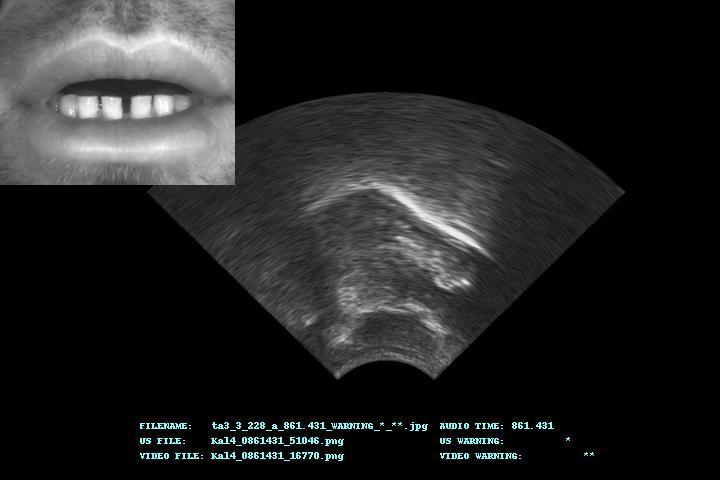 FILENAME: ta3_3_228_a_861.431_WARNING_*_**.jpg AUDIO TIME: 861.431
US FILE: Kal4_0861431_51046.png US WARNING: *
VIDEO FILE: Kal4_0861431_16770.png VIDEO WARNING: **